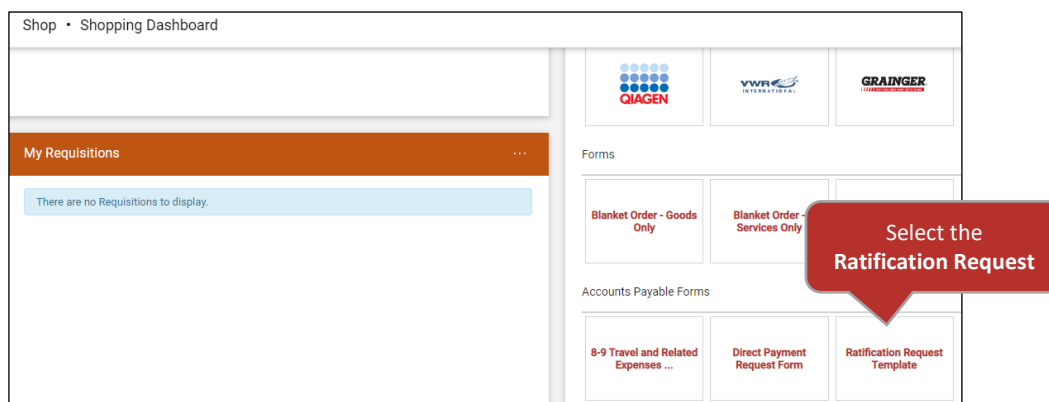 Shop • Shopping Dashboard
QIAGEN
VWR
INTERNATIONAL
GRAINGER
My Requisitions ...
There are no Requisitions to display.
Forms
Blanket Order - Goods
Only
Blanket Order -
Services Only
Select the
Ratification Request
Accounts Payable Forms
8-9 Travel and Related
Expenses ...
Direct Payment
Request Form
Ratification Request
Template